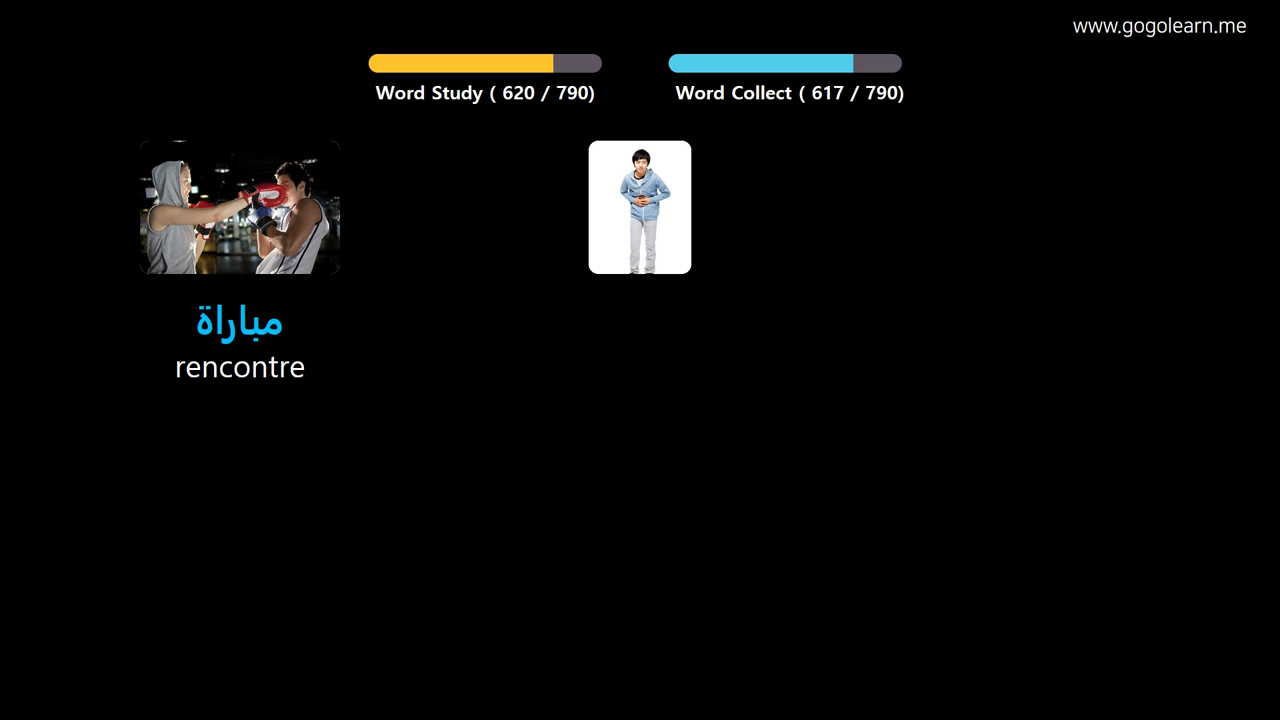 www.gogolearn.me
Word Study ( 620 / 790)
Word Collect ( 617 / 790)
مباراة
rencontre